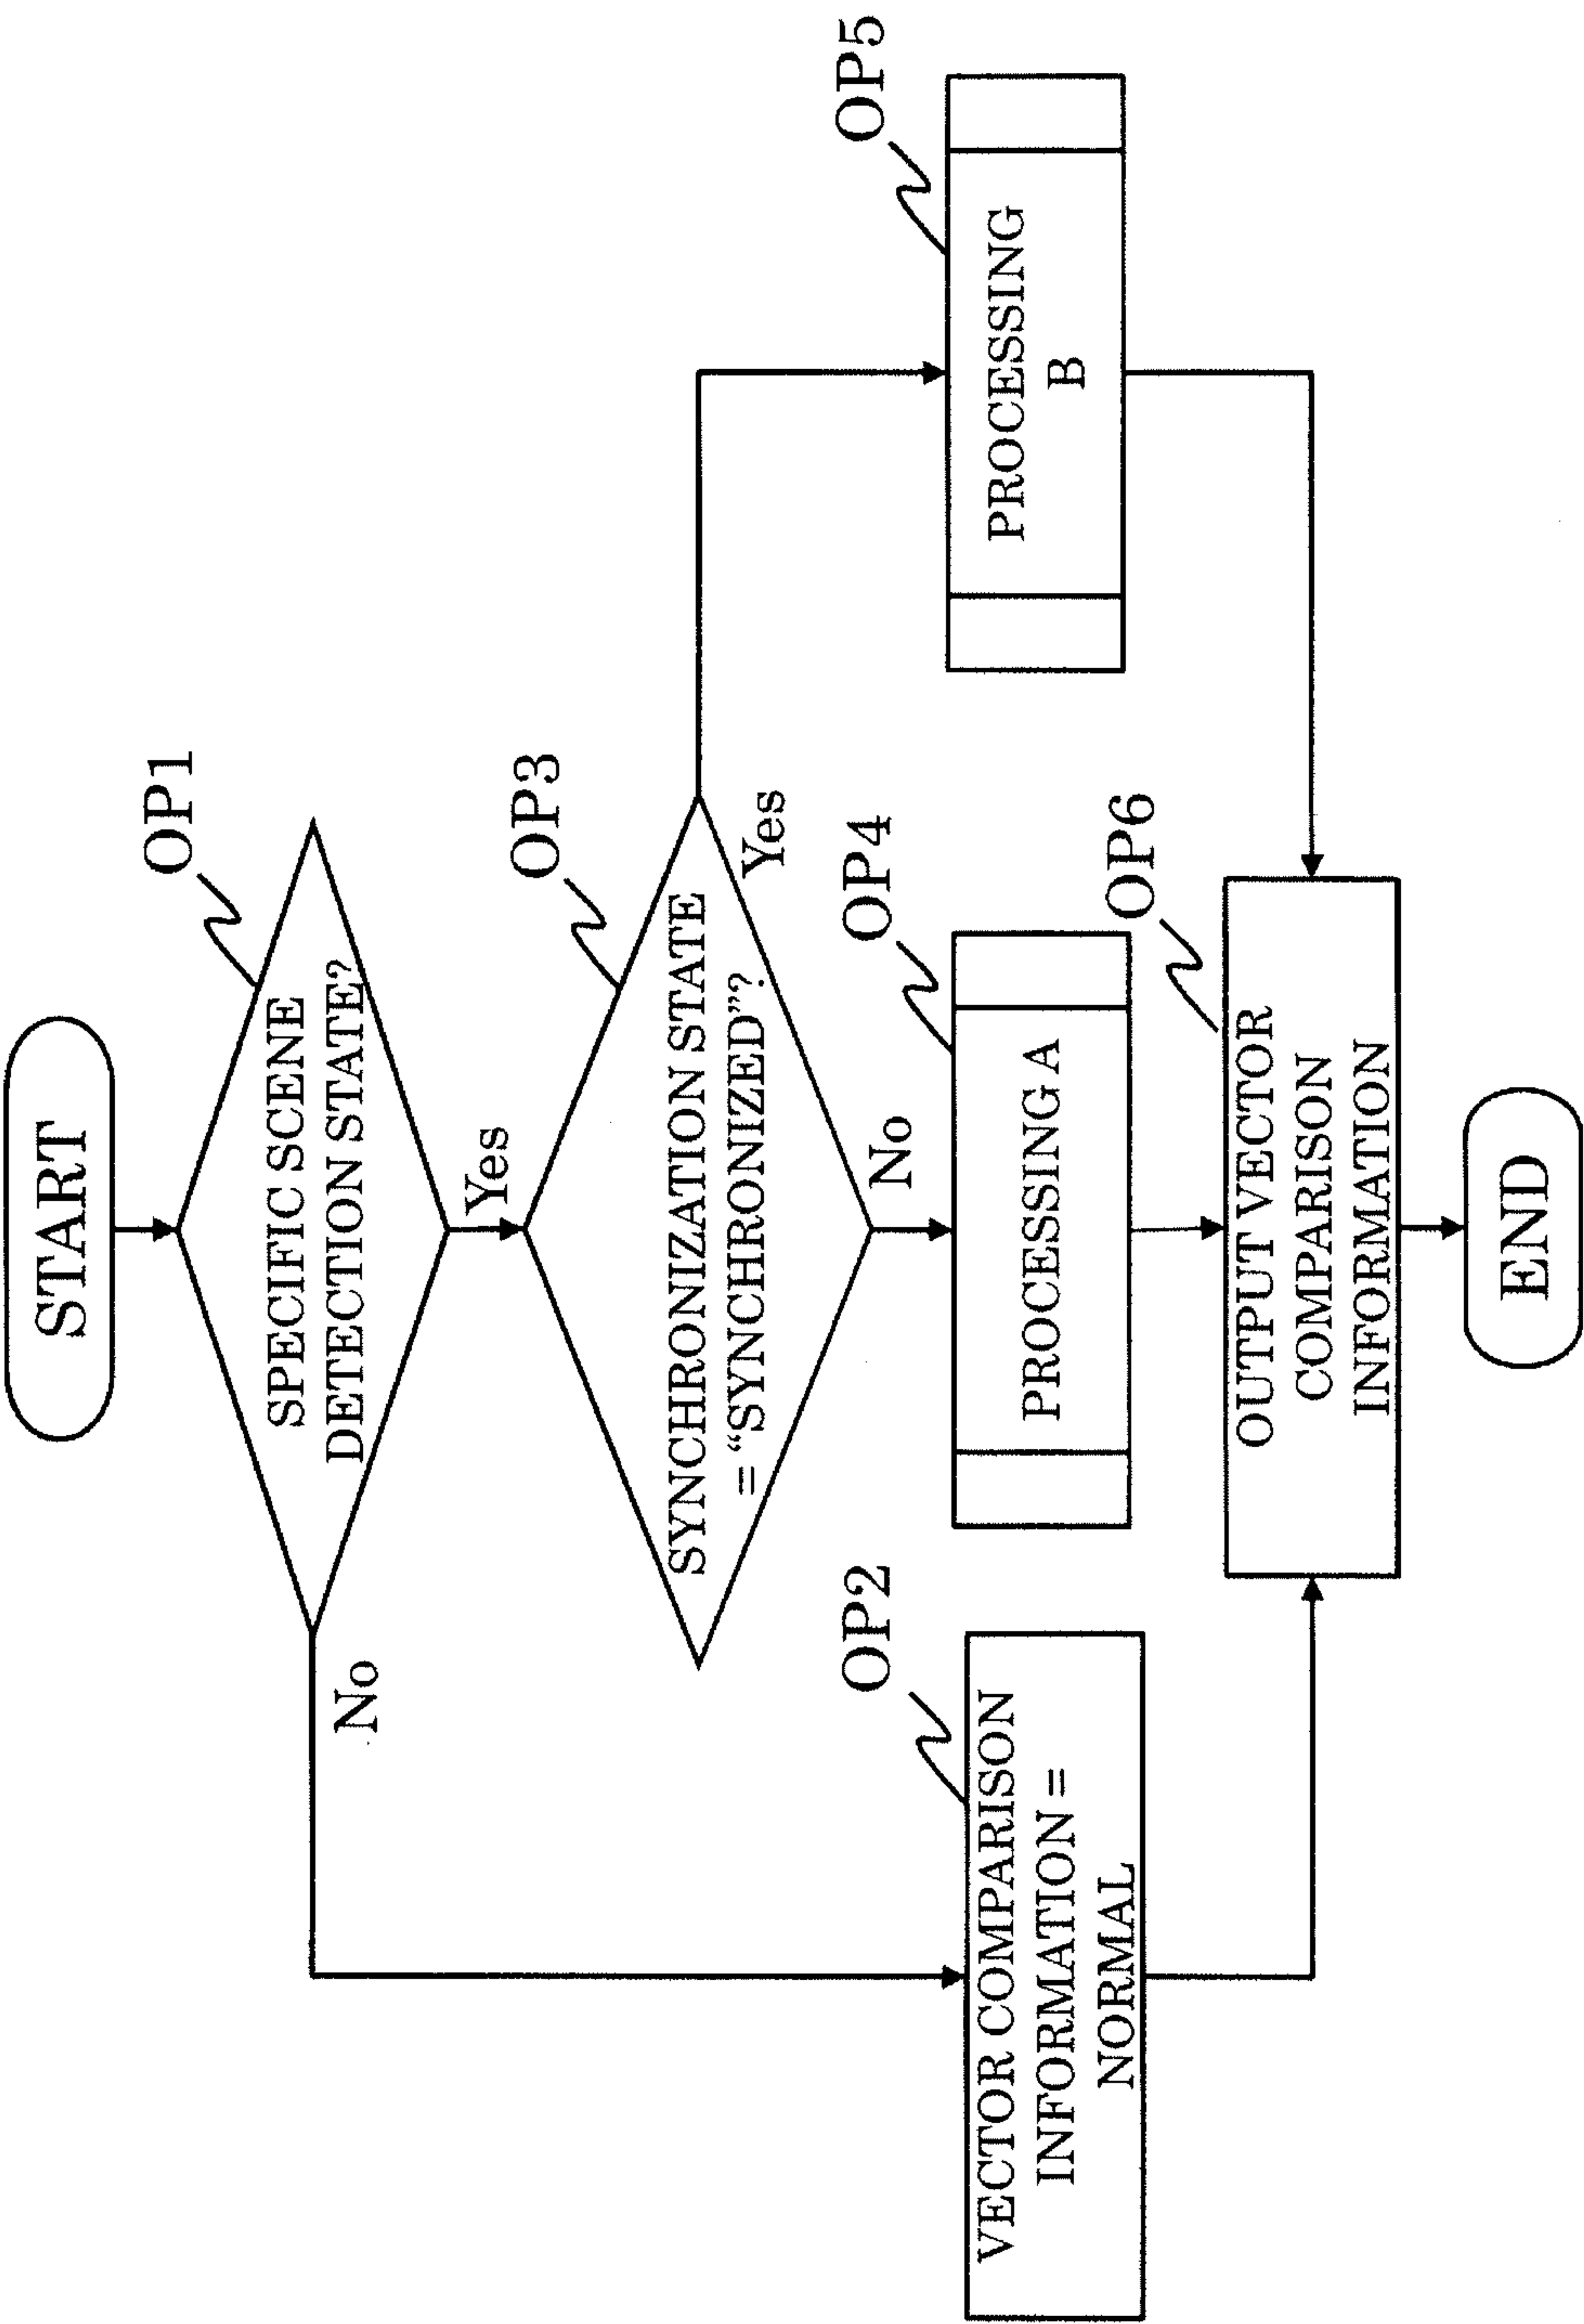 START
OP1
SPECIFIC SCENE
DETECTION STATE?
No
Yes
OP3
SYNCHRONIZATION STATE
= “SYNCHRONIZED”?
Yes
No
OP2
VECTOR COMPARISON
INFORMATION =
NORMAL
OP4
PROCESSING A
OP5
PROCESSING
B
OP6
OUTPUT VECTOR
COMPARISON
INFORMATION
END